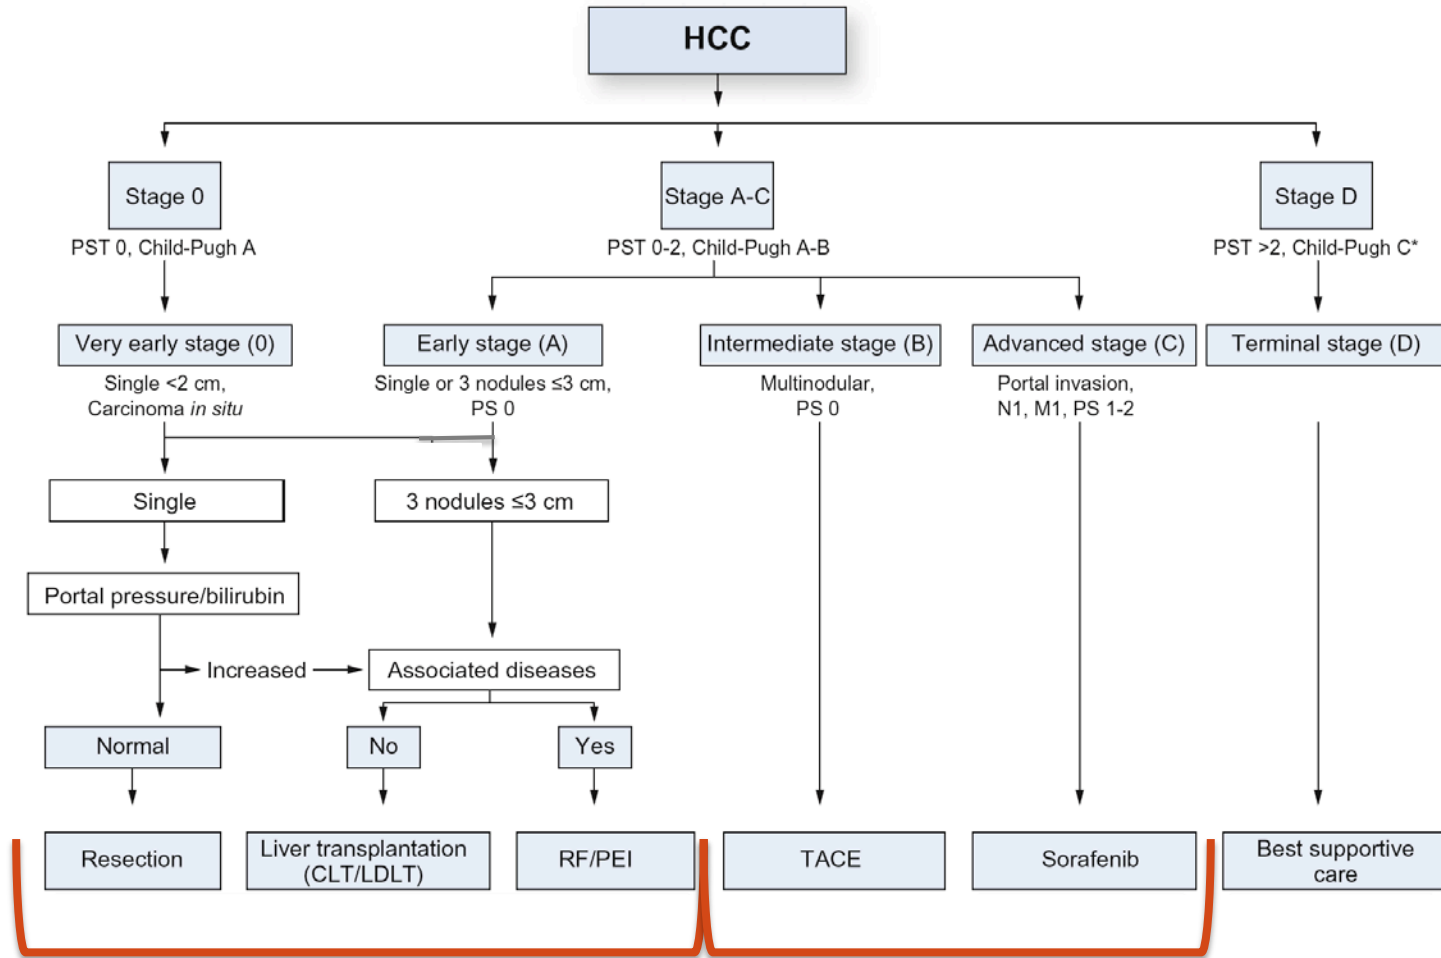 HCC
Stage 0
Stage A-C
Stage D
PST 0, Child-Pugh A
PST 0-2, Child-Pugh A-B
PST >2, Child-Pugh C*
Very early stage (0)
Early stage (A)
Intermediate stage (B)
Advanced stage (C)
Terminal stage (D)
Single <2 cm,
Carcinoma in situ
Single or 3 nodules ≤3 cm,
PS 0
Multinodular,
PS 0
Portal invasion,
N1, M1, PS 1-2
Single
3 nodules ≤3 cm
Portal pressure/bilirubin
Increased
Associated diseases
Normal
No
Yes
Resection
Liver transplantation
(CLT/LDLT)
RF/PEI
TACE
Sorafenib
Best supportive
care